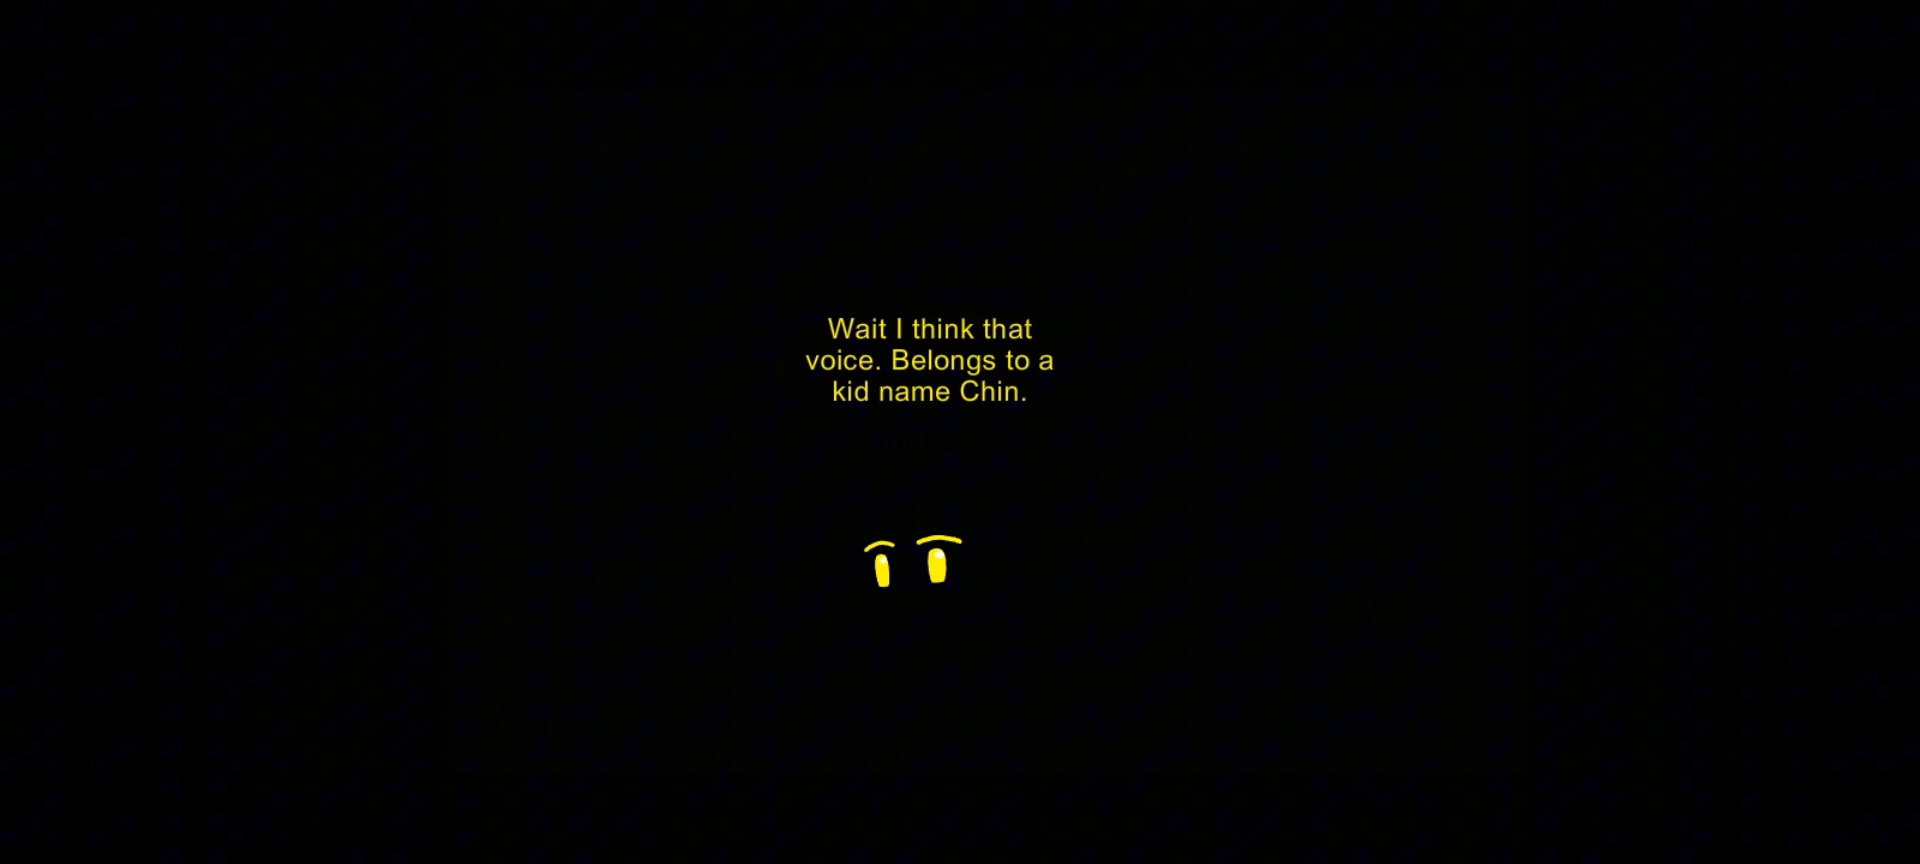 Wait I think that
voice. Belongs to a
kid name Chin.